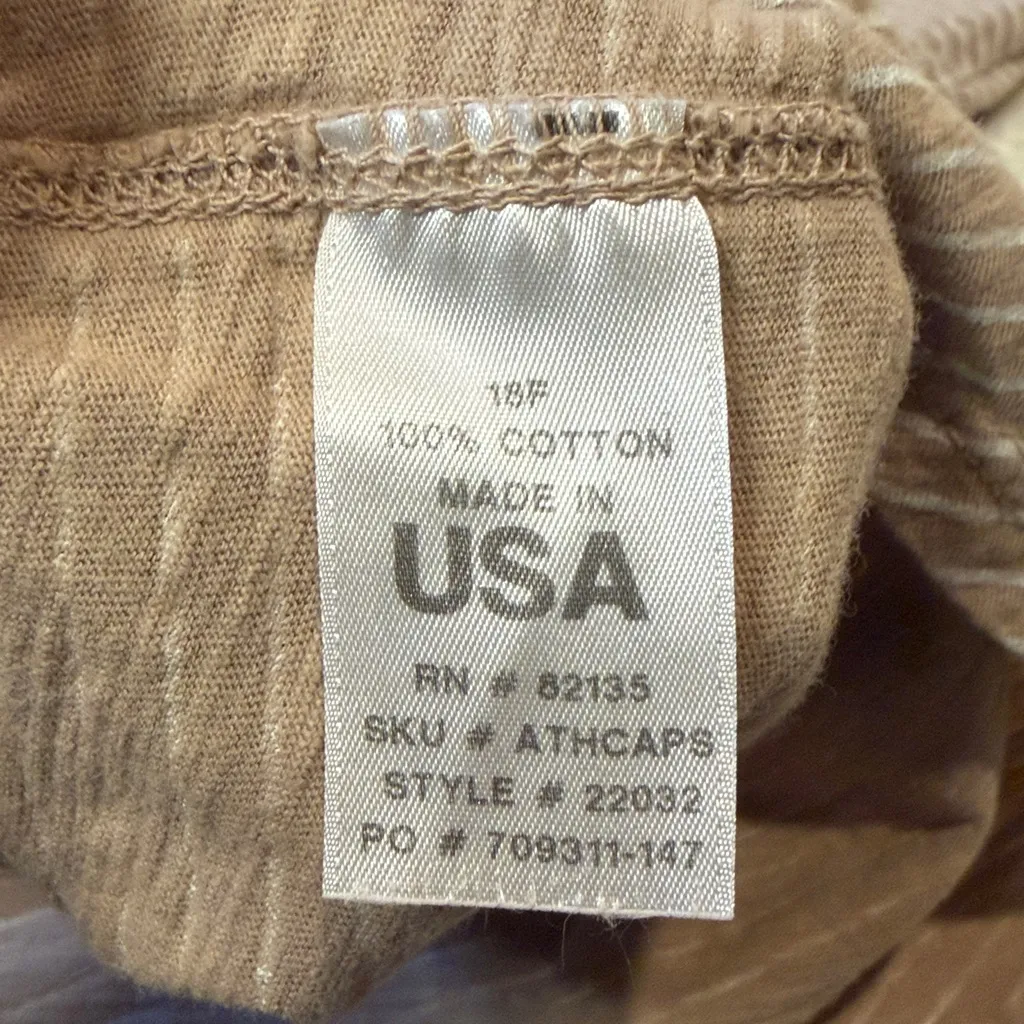 18F
100% COTTON
MADE IN
USA
RN # 82135
SKU # ATHCAPS
STYLE # 22032
PO # 709311-147